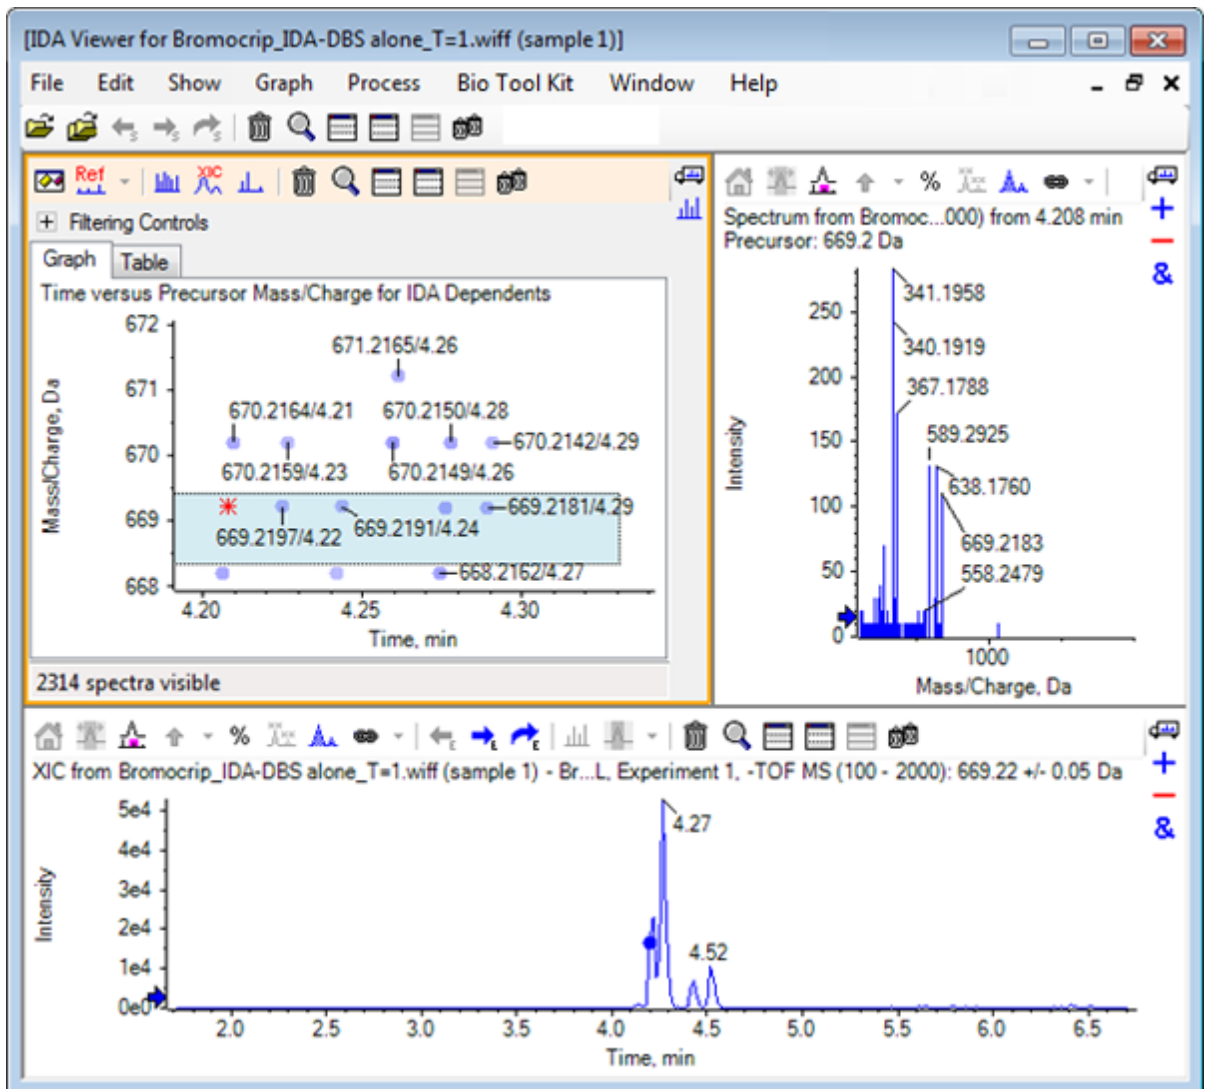 [IDA Viewer for Bromocrip_IDA-DBS alone_T=1.wiff (sample 1)]
File Edit Show Graph Process Bio Tool Kit Window Help
Ref
XIC
Filtering Controls
Graph Table
Time versus Precursor Mass/Charge for IDA Dependents
Mass/Charge, Da
672
671
670
669
668
671.2165/4.26
670.2164/4.21
670.2150/4.28
670.2142/4.29
670.2159/4.23
670.2149/4.26
669.2181/4.29
669.2191/4.24
669.2197/4.22
668.2162/4.27
4.20 4.25 4.30
Time, min
2314 spectra visible
%
Spectrum from Bromoc...000) from 4.208 min
Precursor: 669.2 Da
&
Intensity
250
200
150
100
50
0
341.1958
340.1919
367.1788
589.2925
638.1760
669.2183
558.2479
1000
Mass/Charge, Da
%
XIC from Bromocrip_IDA-DBS alone_T=1.wiff (sample 1) - Br...L, Experiment 1, -TOF MS (100 - 2000): 669.22 +/- 0.05 Da
&
Intensity
5e4
4e4
3e4
2e4
1e4
0e0
4.27
4.52
2.0 2.5 3.0 3.5 4.0 4.5 5.0 5.5 6.0 6.5
Time, min